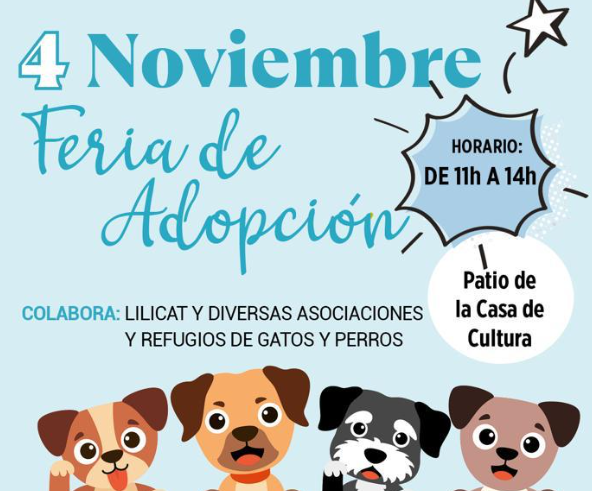 4 Noviembre
Feria de
Adopción
HORARIO:
DE 11h A 14h
Patio de
la Casa de
Cultura
COLABORA: LILICAT Y DIVERSAS ASOCIACIONES
Y REFUGIOS DE GATOS Y PERROS